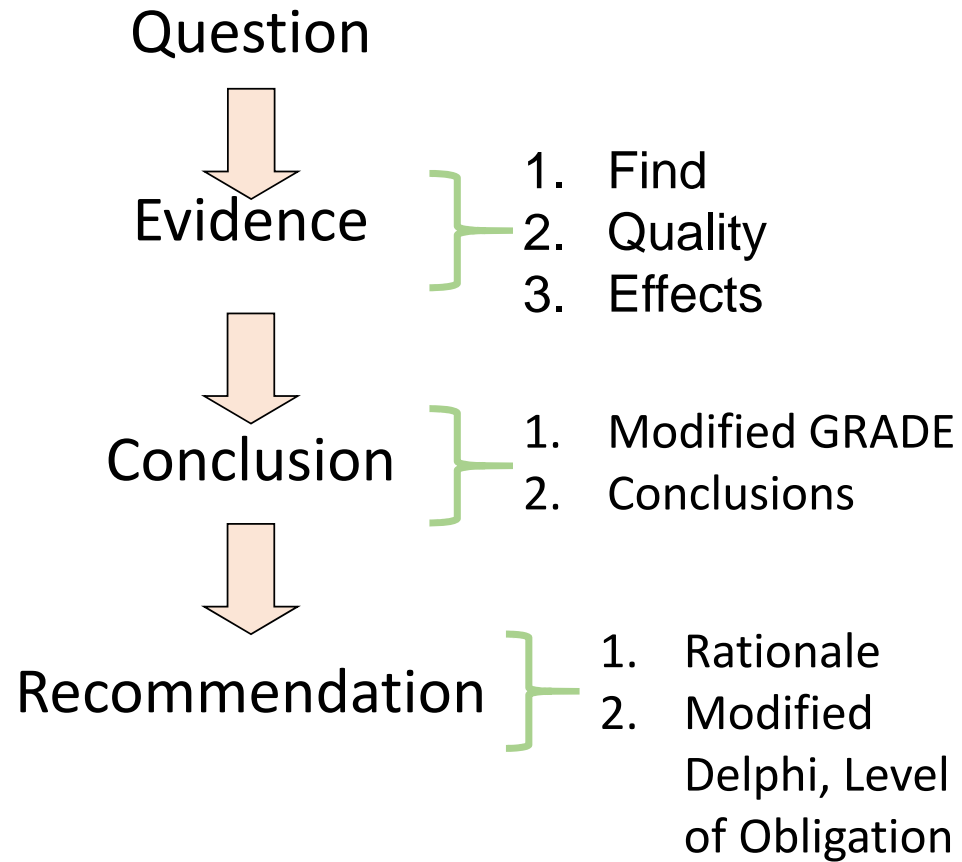 Question
Evidence
1. Find
2. Quality
3. Effects
Conclusion
1. Modified GRADE
2. Conclusions
Recommendation
1. Rationale
2. Modified
Delphi, Level
of Obligation